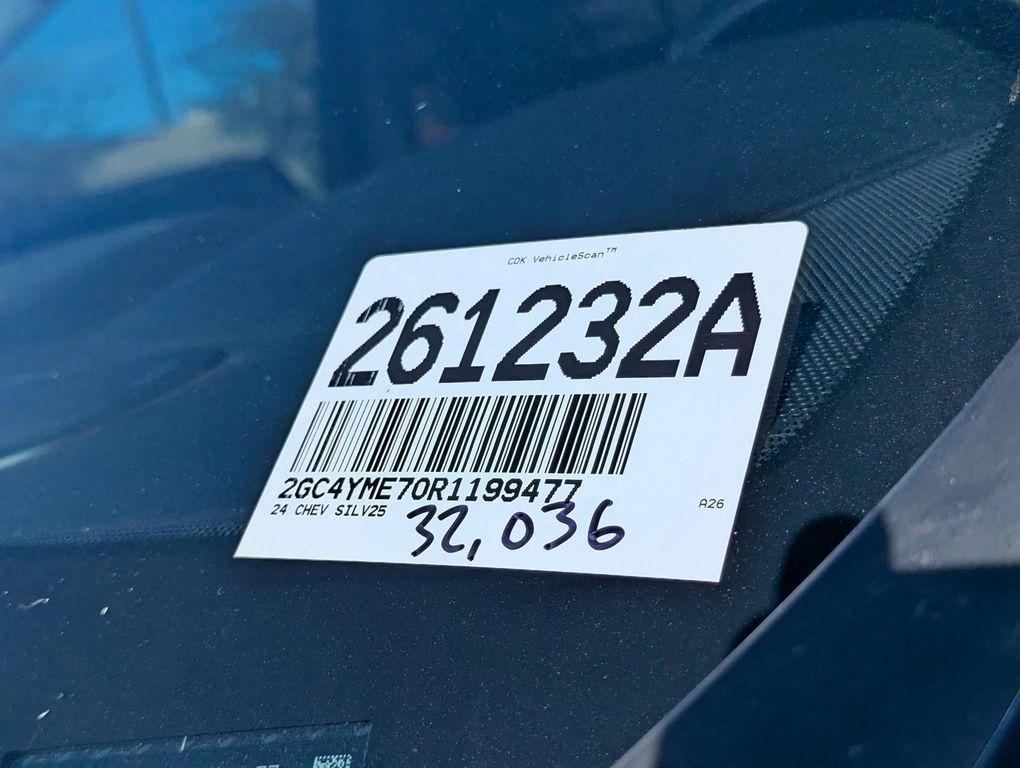 CDK VehicleScan™
261232A
2GC4YME70R1199477
24 CHEV SILV25
32,036
A26